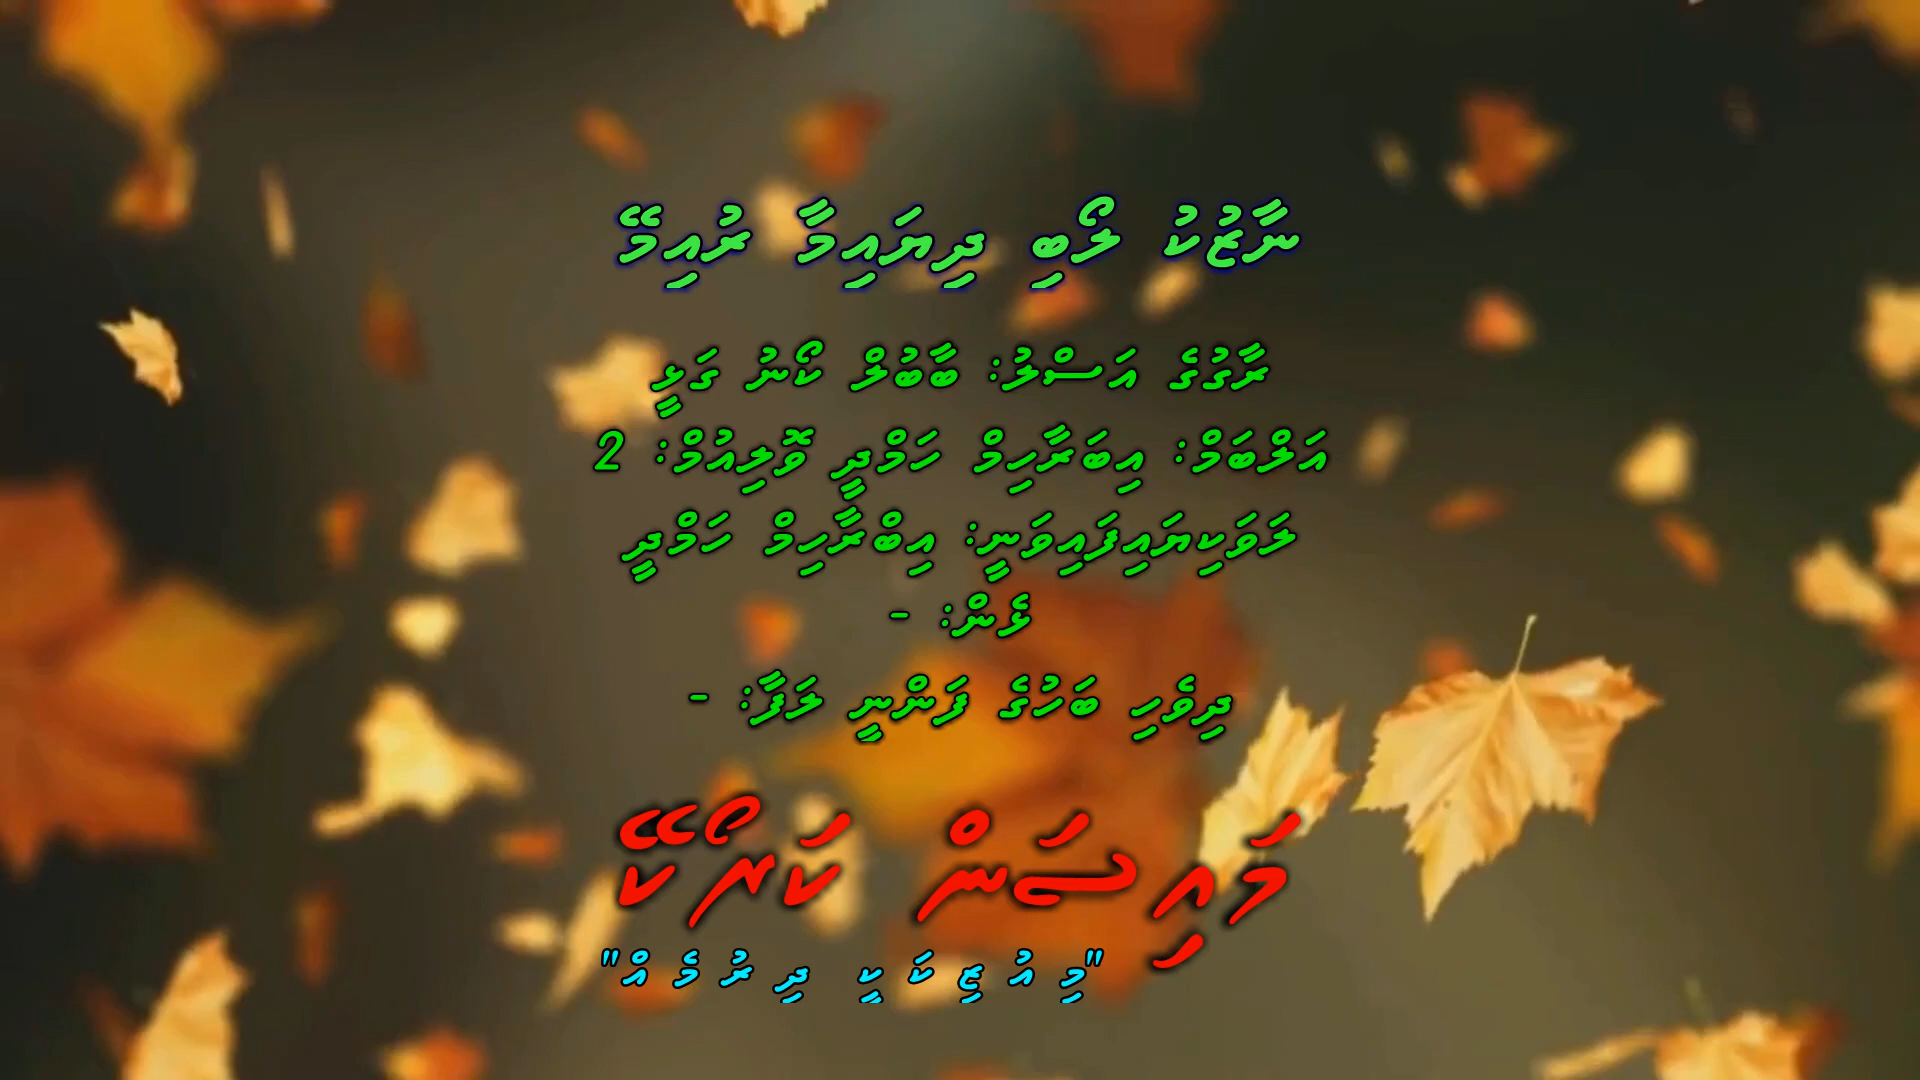 ނާޒުކު ލޯބި ދިޔައިމާ ރުއިމޭ
ރާގުގެ އަސްލު: ބާބުލް ކޯނު ގަޅީ
އަލްބަމް: އިބަރާހިމް ހަމްދީ ވޮލިއުމް: 2
ލަވަކިޔައިފައިވަނީ: އިބްރާހިމް ހަމްދީ
ޅެން: -
ދިވެހި ބަހުގެ ފަންނީ ލަފާ: -
މައިސަން ކަރޯކޭ
"މި އު ޒި ކަ ކީ ދި ރު މެ އް"